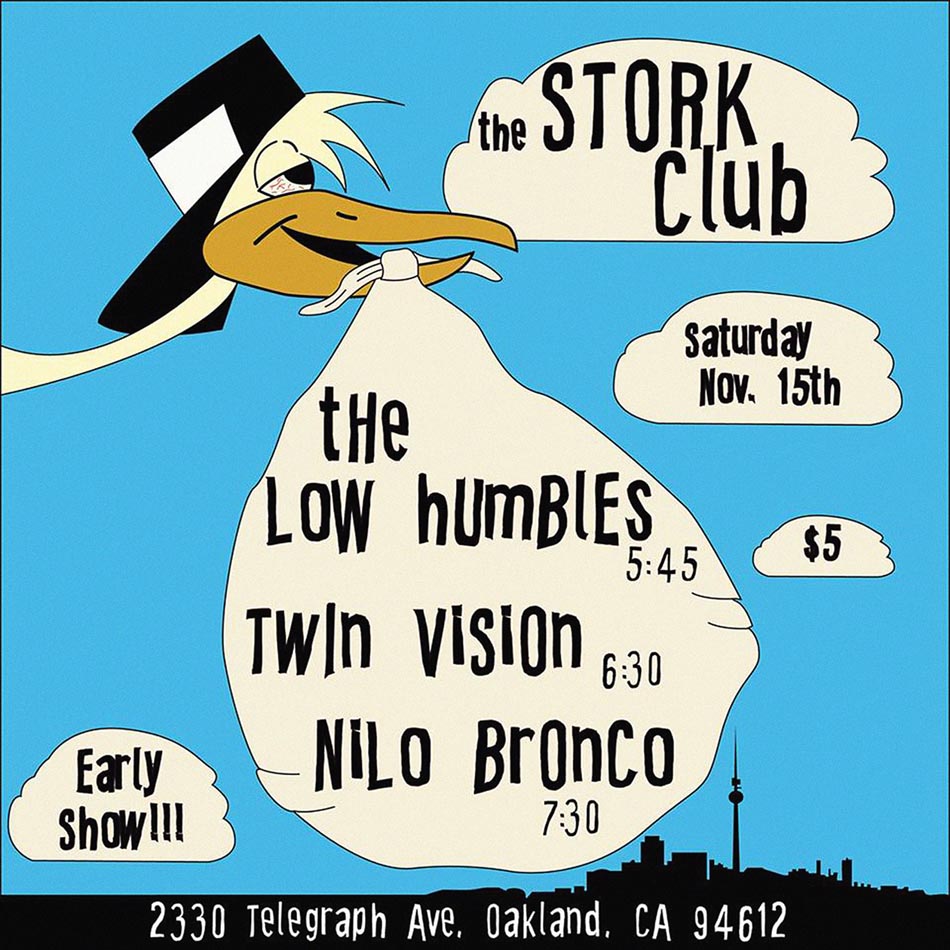 the STORK
Club
saturday
Nov. 15th
tHe
LOW humBlEs
5:45
$5
TwIn VisiOn
6:30
NiLo BrOnCo
7:30
Early
Show!!!
2330 Telegraph Ave. Oakland. CA 94612